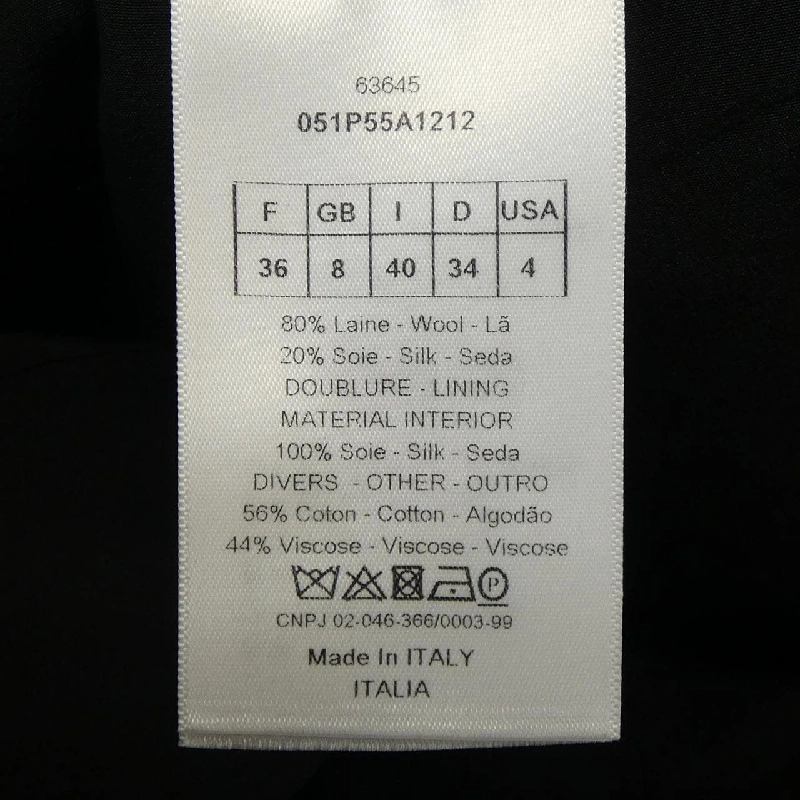 63645
051P55A1212
F GB I D USA
36 8 40 34 4
80% Laine - Wool - Lã
20% Soie - Silk - Seda
DOUBLURE - LINING
MATERIAL INTERIOR
100% Soie - Silk - Seda
DIVERS - OTHER - OUTRO
56% Coton - Cotton - Algodão
44% Viscose - Viscose - Viscose
P
CNPJ 02-046-366/0003-99
Made In ITALY
ITALIA